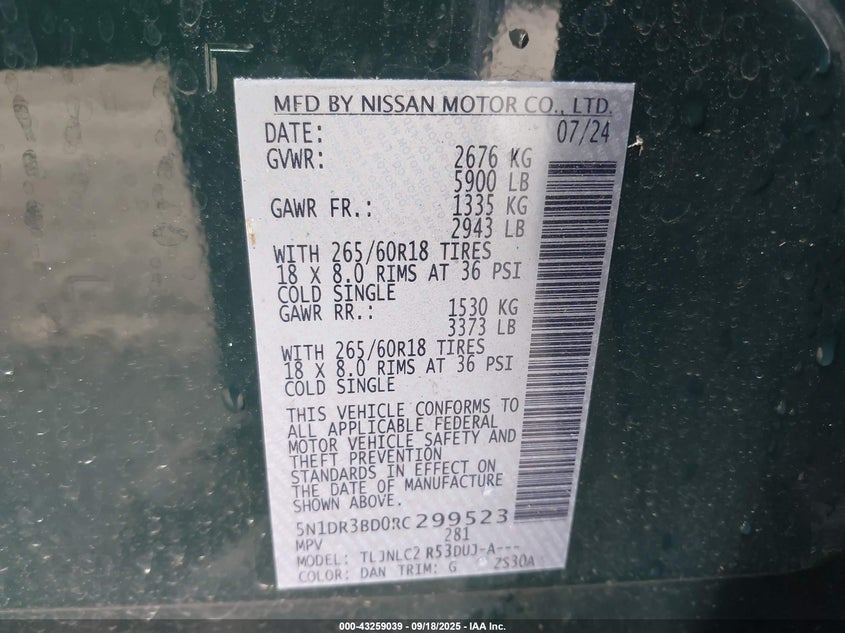 MFD BY NISSAN MOTOR CO., LTD.
DATE: 07/24
GVWR: 2676 KG
5900 LB
GAWR FR.: 1335 KG
2943 LB
WITH 265/60R18 TIRES
18 X 8.0 RIMS AT 36 PSI
COLD SINGLE
GAWR RR.: 1530 KG
3373 LB
WITH 265/60R18 TIRES
18 X 8.0 RIMS AT 36 PSI
COLD SINGLE
THIS VEHICLE CONFORMS TO
ALL APPLICABLE FEDERAL
MOTOR VEHICLE SAFETY AND
THEFT PREVENTION
STANDARDS IN EFFECT ON
THE DATE OF MANUFACTURE
SHOWN ABOVE.
5N1DR3BD0RC299523
MPV 281
MODEL: TLJNLC2 R53DUJ-A---
COLOR: DAN TRIM: G ZS30A
000-43259039 - 09/18/2025 - IAA Inc.